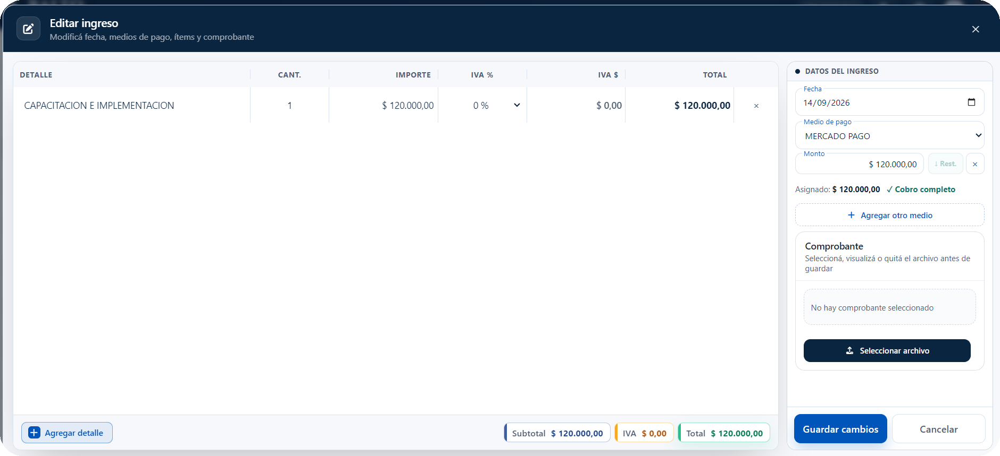 Editar ingreso
Modificá fecha, medios de pago, ítems y comprobante
DETALLE CANT. IMPORTE IVA % IVA $ TOTAL
CAPACITACION E IMPLEMENTACION 1 $ 120.000,00 0 % $ 0,00 $ 120.000,00 ×
Agregar detalle
Subtotal $ 120.000,00 IVA $ 0,00 Total $ 120.000,00
DATOS DEL INGRESO
Fecha
14/09/2026
Medio de pago
MERCADO PAGO
Monto
$ 120.000,00 ↓ Rest. ×
Asignado: $ 120.000,00 ✓ Cobro completo
+ Agregar otro medio
Comprobante
Seleccioná, visualizá o quitá el archivo antes de
guardar
No hay comprobante seleccionado
Seleccionar archivo
Guardar cambios Cancelar